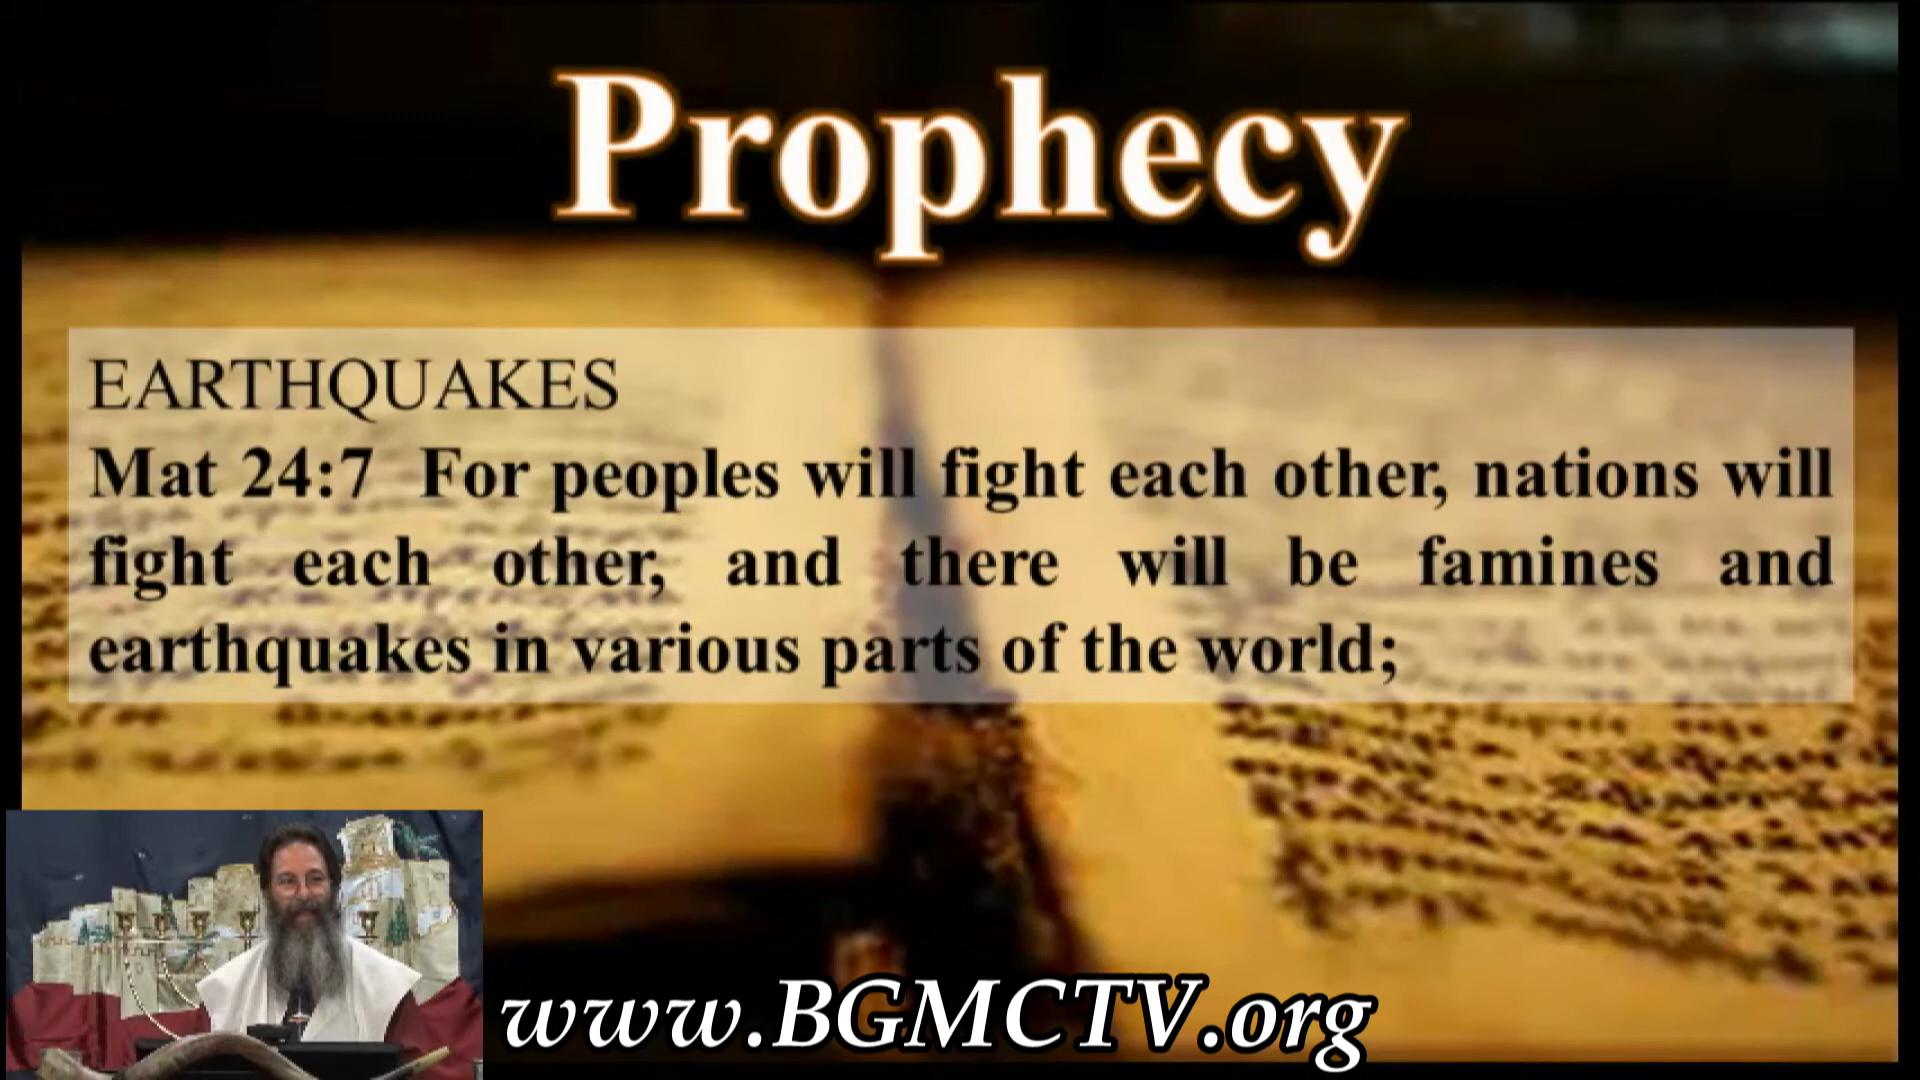 Prophecy
EARTHQUAKES
Mat 24:7 For peoples will fight each other, nations will
fight each other, and there will be famines and
earthquakes in various parts of the world;
www.BGMCTV.org